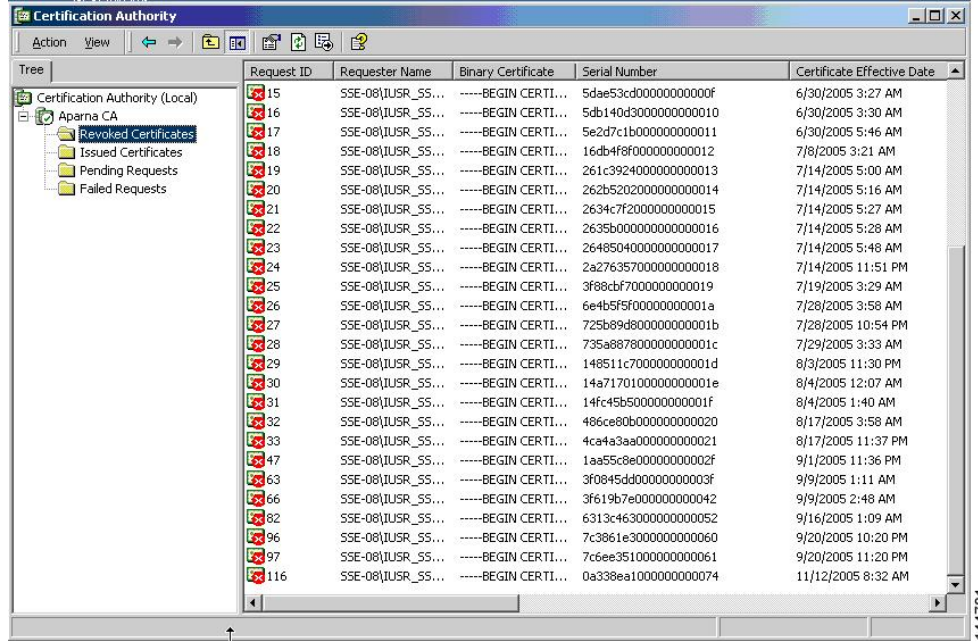 Certification Authority
Action View
Tree
Certification Authority (Local)
Aparna CA
Revoked Certificates
Issued Certificates
Pending Requests
Failed Requests
Request ID Requester Name Binary Certificate Serial Number Certificate Effective Date
15 SSE-08\IUSR_SS... -----BEGIN CERTI... 5dae53cd00000000000f 6/30/2005 3:27 AM
16 SSE-08\IUSR_SS... -----BEGIN CERTI... 5db140d3000000000010 6/30/2005 3:30 AM
17 SSE-08\IUSR_SS... -----BEGIN CERTI... 5e2d7c1b000000000011 6/30/2005 5:46 AM
18 SSE-08\IUSR_SS... -----BEGIN CERTI... 16db4f8f000000000012 7/8/2005 3:21 AM
19 SSE-08\IUSR_SS... -----BEGIN CERTI... 261c3924000000000013 7/14/2005 5:00 AM
20 SSE-08\IUSR_SS... -----BEGIN CERTI... 262b5202000000000014 7/14/2005 5:16 AM
21 SSE-08\IUSR_SS... -----BEGIN CERTI... 2634c7f2000000000015 7/14/2005 5:27 AM
22 SSE-08\IUSR_SS... -----BEGIN CERTI... 2635b000000000000016 7/14/2005 5:28 AM
23 SSE-08\IUSR_SS... -----BEGIN CERTI... 26485040000000000017 7/14/2005 5:48 AM
24 SSE-08\IUSR_SS... -----BEGIN CERTI... 2a276357000000000018 7/14/2005 11:51 PM
25 SSE-08\IUSR_SS... -----BEGIN CERTI... 3f88cbf7000000000019 7/19/2005 3:29 AM
26 SSE-08\IUSR_SS... -----BEGIN CERTI... 6e4b5f5f00000000001a 7/28/2005 3:58 AM
27 SSE-08\IUSR_SS... -----BEGIN CERTI... 725b89d800000000001b 7/28/2005 10:54 PM
28 SSE-08\IUSR_SS... -----BEGIN CERTI... 735a887800000000001c 7/29/2005 3:33 AM
29 SSE-08\IUSR_SS... -----BEGIN CERTI... 148511c700000000001d 8/3/2005 11:30 PM
30 SSE-08\IUSR_SS... -----BEGIN CERTI... 14a7170100000000001e 8/4/2005 12:07 AM
31 SSE-08\IUSR_SS... -----BEGIN CERTI... 14fc45b500000000001f 8/4/2005 1:40 AM
32 SSE-08\IUSR_SS... -----BEGIN CERTI... 486ce80b000000000020 8/17/2005 3:58 AM
33 SSE-08\IUSR_SS... -----BEGIN CERTI... 4ca4a3aa000000000021 8/17/2005 11:37 PM
47 SSE-08\IUSR_SS... -----BEGIN CERTI... 1aa55c8e00000000002f 9/1/2005 11:36 PM
63 SSE-08\IUSR_SS... -----BEGIN CERTI... 3f0845dd00000000003f 9/9/2005 1:11 AM
66 SSE-08\IUSR_SS... -----BEGIN CERTI... 3f619b7e000000000042 9/9/2005 2:48 AM
82 SSE-08\IUSR_SS... -----BEGIN CERTI... 6313c463000000000052 9/16/2005 1:09 AM
96 SSE-08\IUSR_SS... -----BEGIN CERTI... 7c3861e3000000000060 9/20/2005 10:20 PM
97 SSE-08\IUSR_SS... -----BEGIN CERTI... 7c6ee351000000000061 9/20/2005 11:20 PM
116 SSE-08\IUSR_SS... -----BEGIN CERTI... 0a338ea1000000000074 11/12/2005 8:32 AM